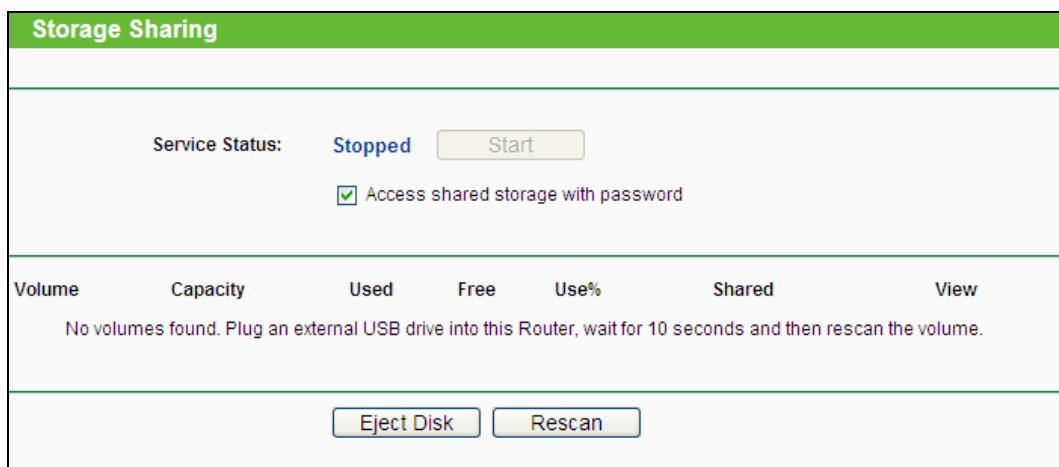 Storage Sharing
Service Status: Stopped Start
Access shared storage with password
Volume Capacity Used Free Use% Shared View
No volumes found. Plug an external USB drive into this Router, wait for 10 seconds and then rescan the volume.
Eject Disk Rescan